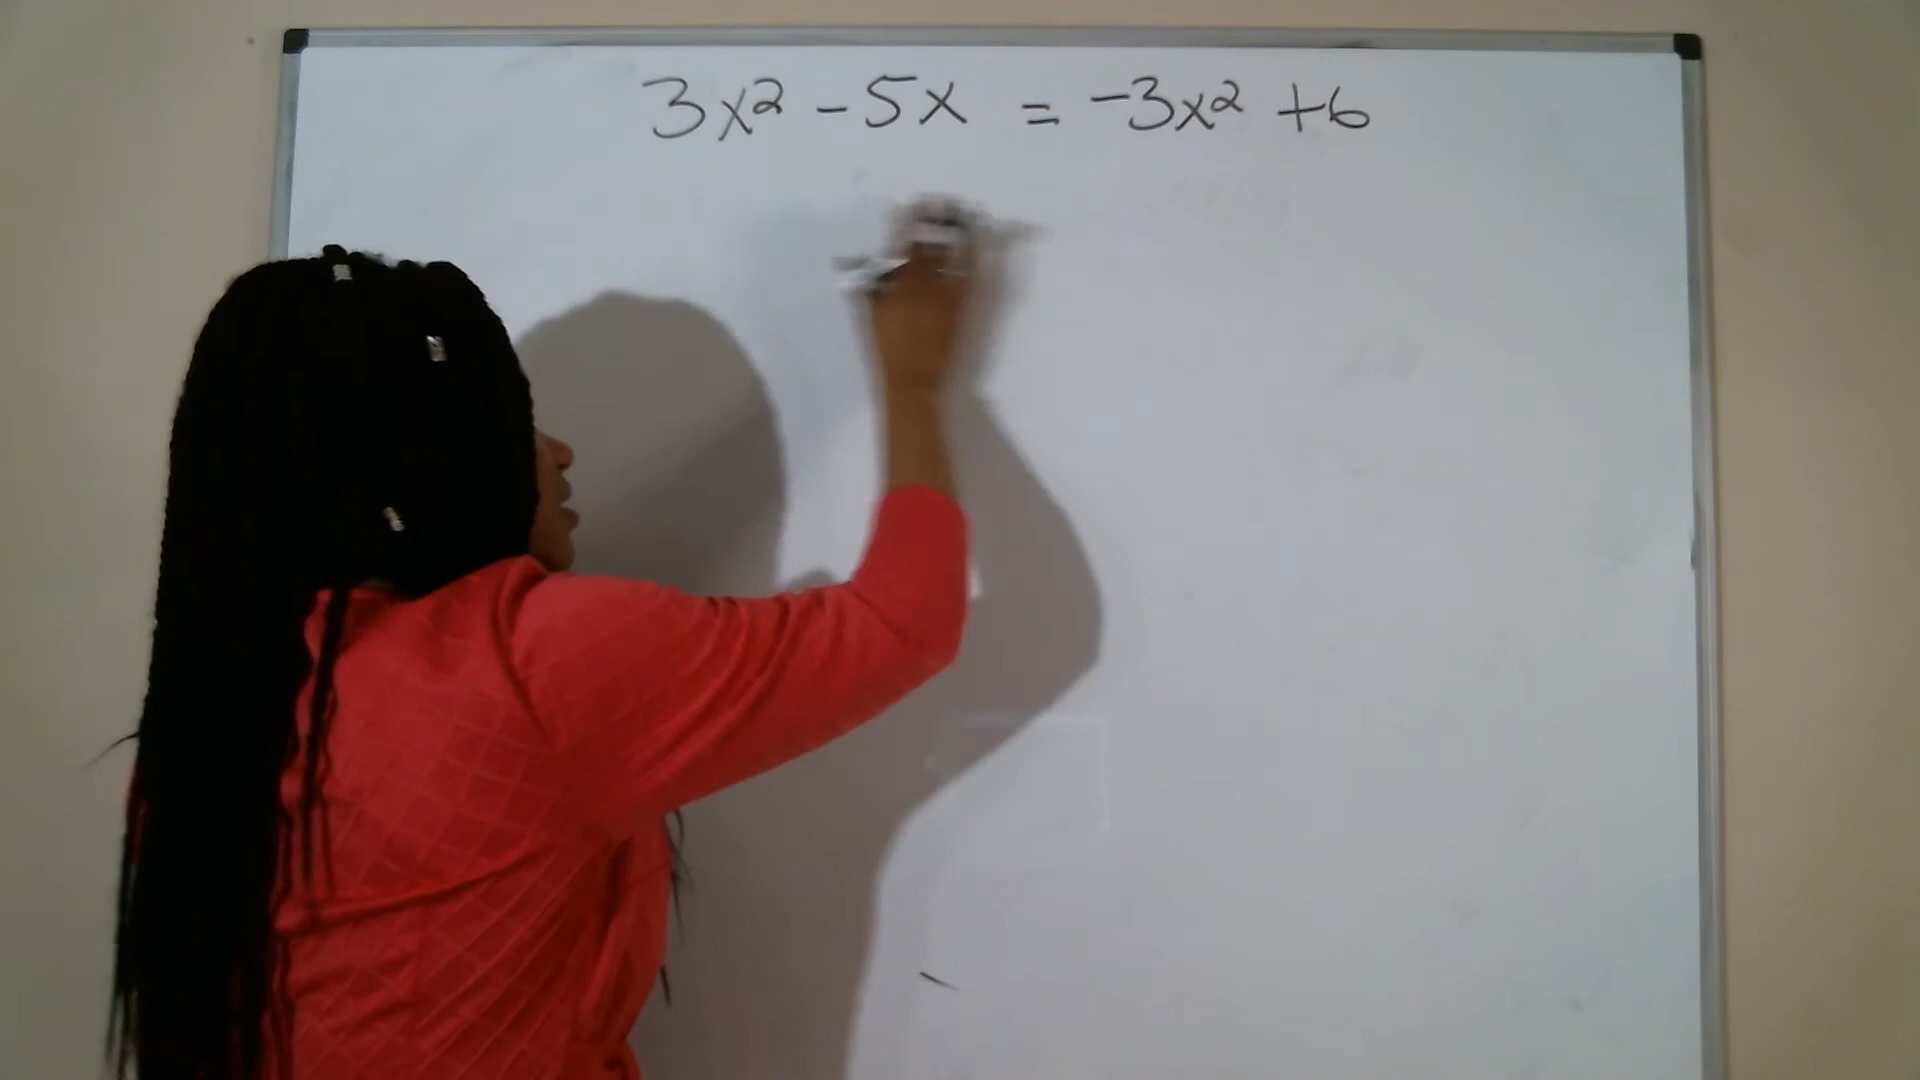 3x² - 5x = -3x² + 6